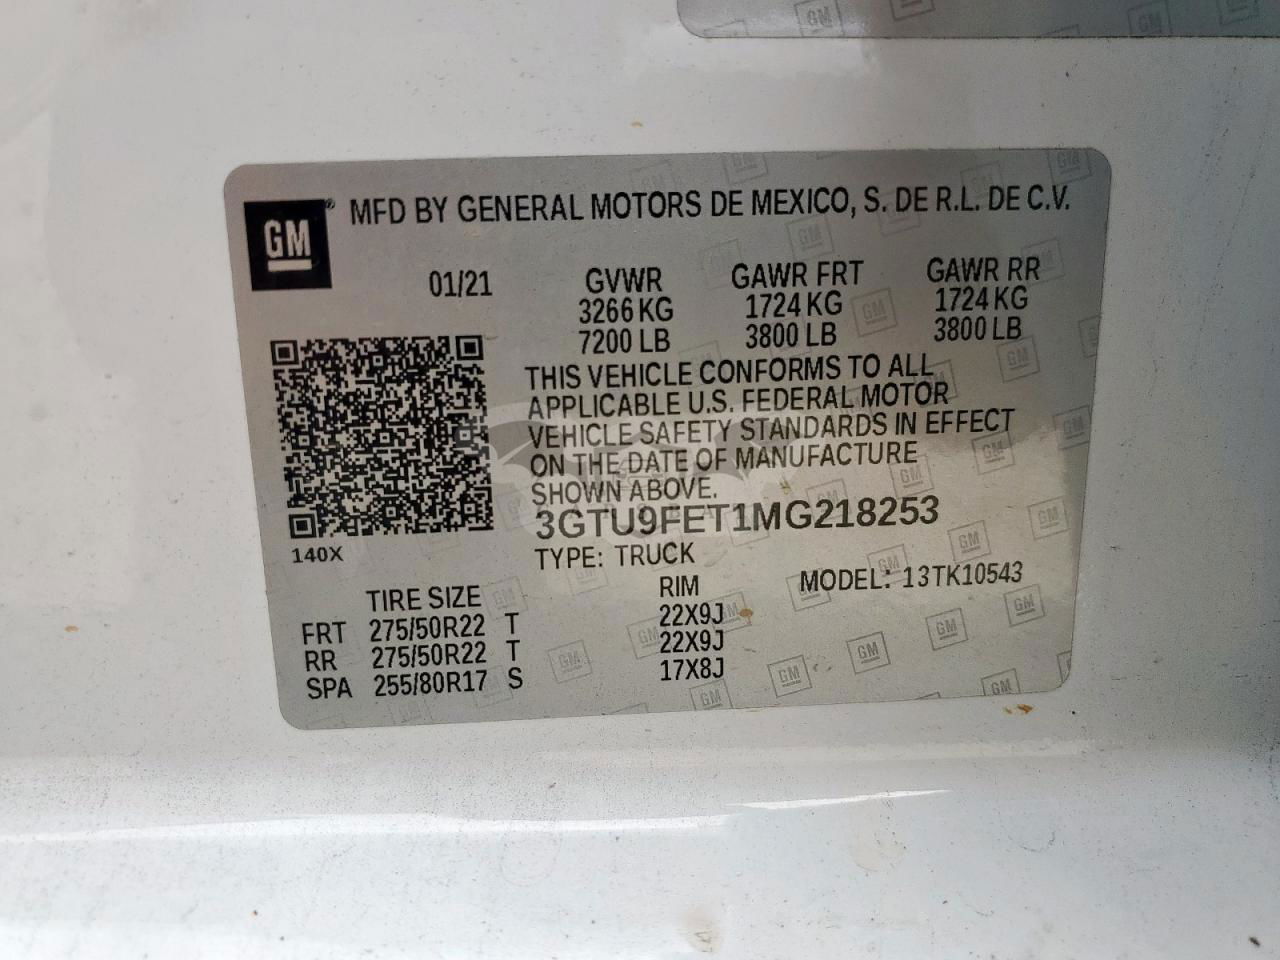 GM® MFD BY GENERAL MOTORS DE MEXICO, S. DE R.L. DE C.V.
01/21 GVWR GAWR FRT GAWR RR
3266 KG 1724 KG 1724 KG
7200 LB 3800 LB 3800 LB
THIS VEHICLE CONFORMS TO ALL
APPLICABLE U.S. FEDERAL MOTOR
VEHICLE SAFETY STANDARDS IN EFFECT
ON THE DATE OF MANUFACTURE
SHOWN ABOVE.
3GTU9FET1MG218253
140X
TYPE: TRUCK
TIRE SIZE RIM MODEL: 13TK10543
FRT 275/50R22 T 22X9J
RR 275/50R22 T 22X9J
SPA 255/80R17 S 17X8J